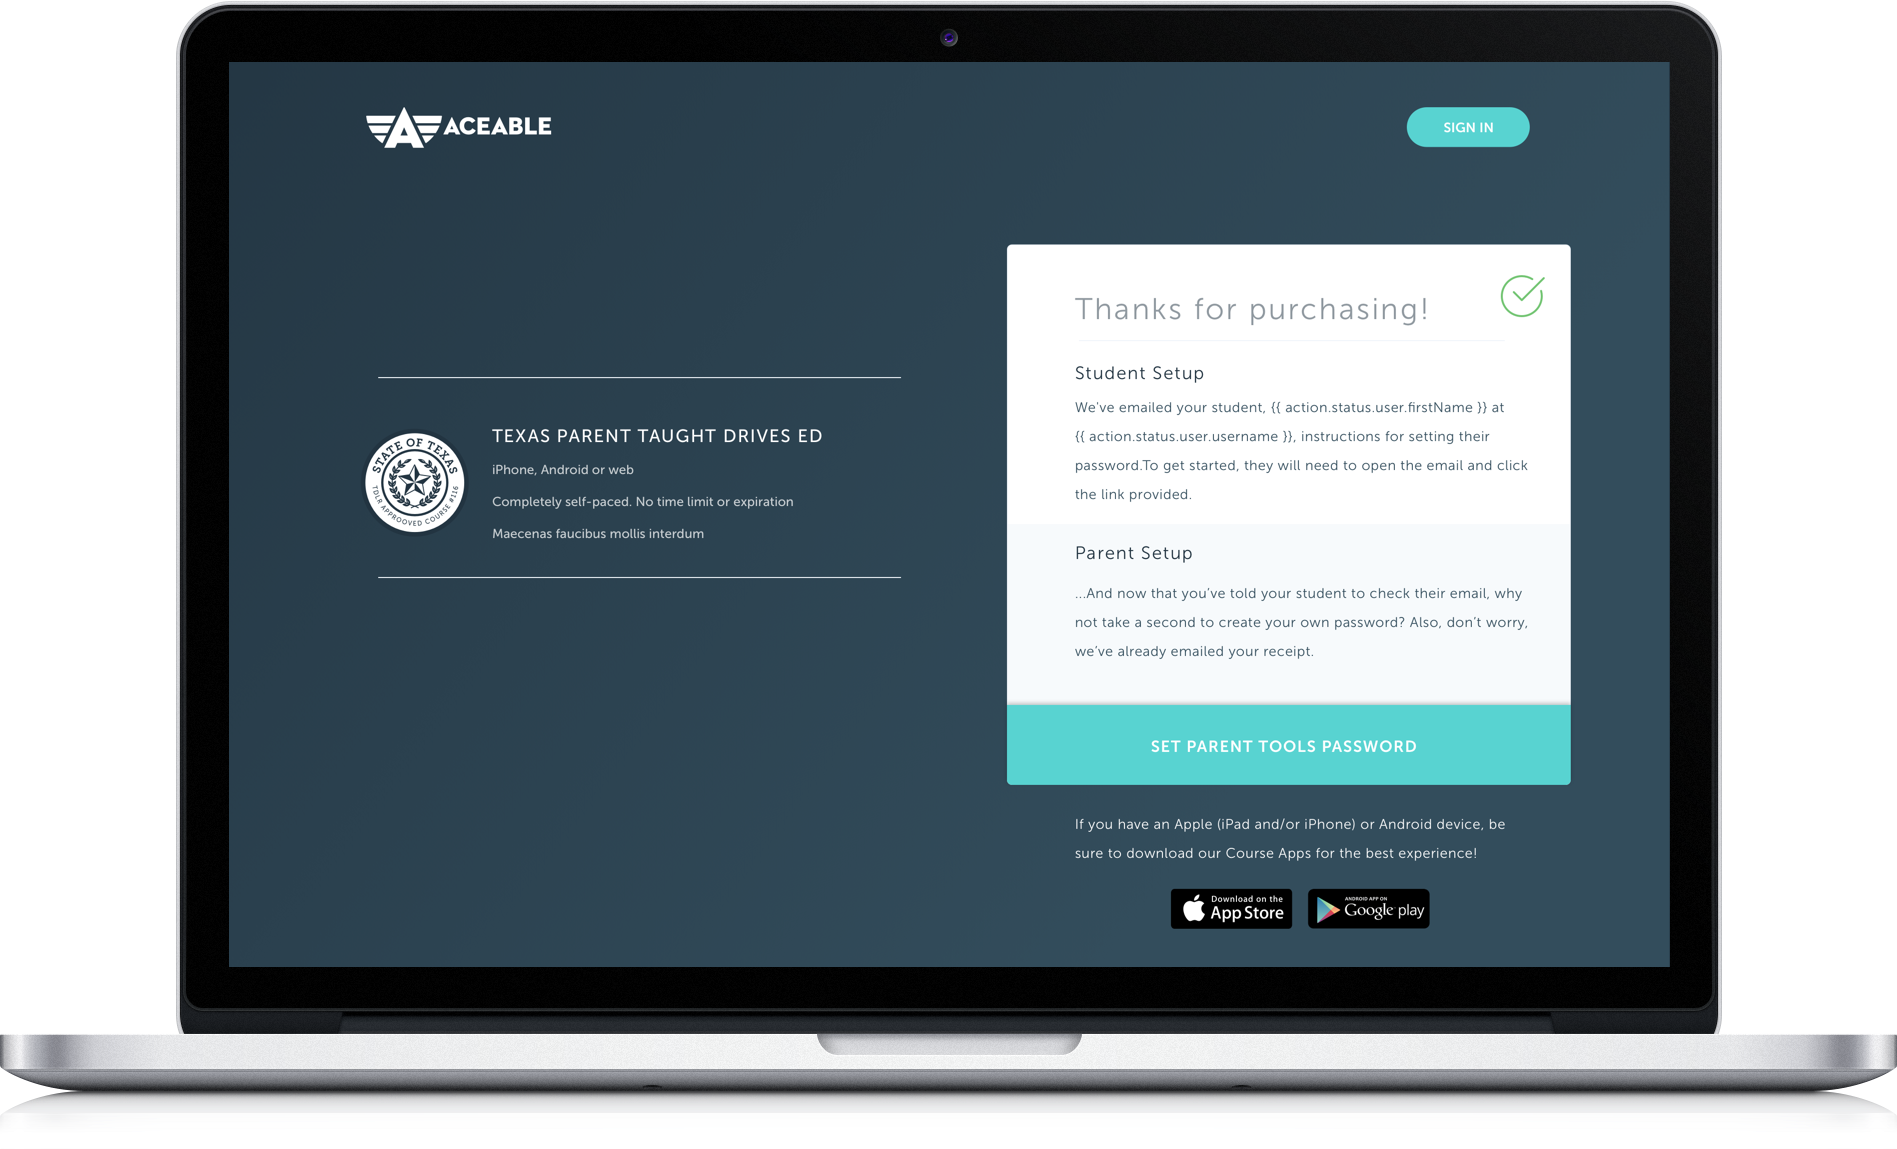 ACEABLE
SIGN IN
TEXAS PARENT TAUGHT DRIVES ED
iPhone, Android or web
Completely self-paced. No time limit or expiration
Maecenas faucibus mollis interdum
STATE OF TEXAS
TDLR APPROOVED COURSE #116
Thanks for purchasing!
Student Setup
We've emailed your student, {{ action.status.user.firstName }} at
{{ action.status.user.username }}, instructions for setting their
password.To get started, they will need to open the email and click
the link provided.
Parent Setup
...And now that you've told your student to check their email, why
not take a second to create your own password? Also, don't worry,
we've already emailed your receipt.
SET PARENT TOOLS PASSWORD
If you have an Apple (iPad and/or iPhone) or Android device, be
sure to download our Course Apps for the best experience!
Download on the
App Store
ANDROID APP ON
Google play